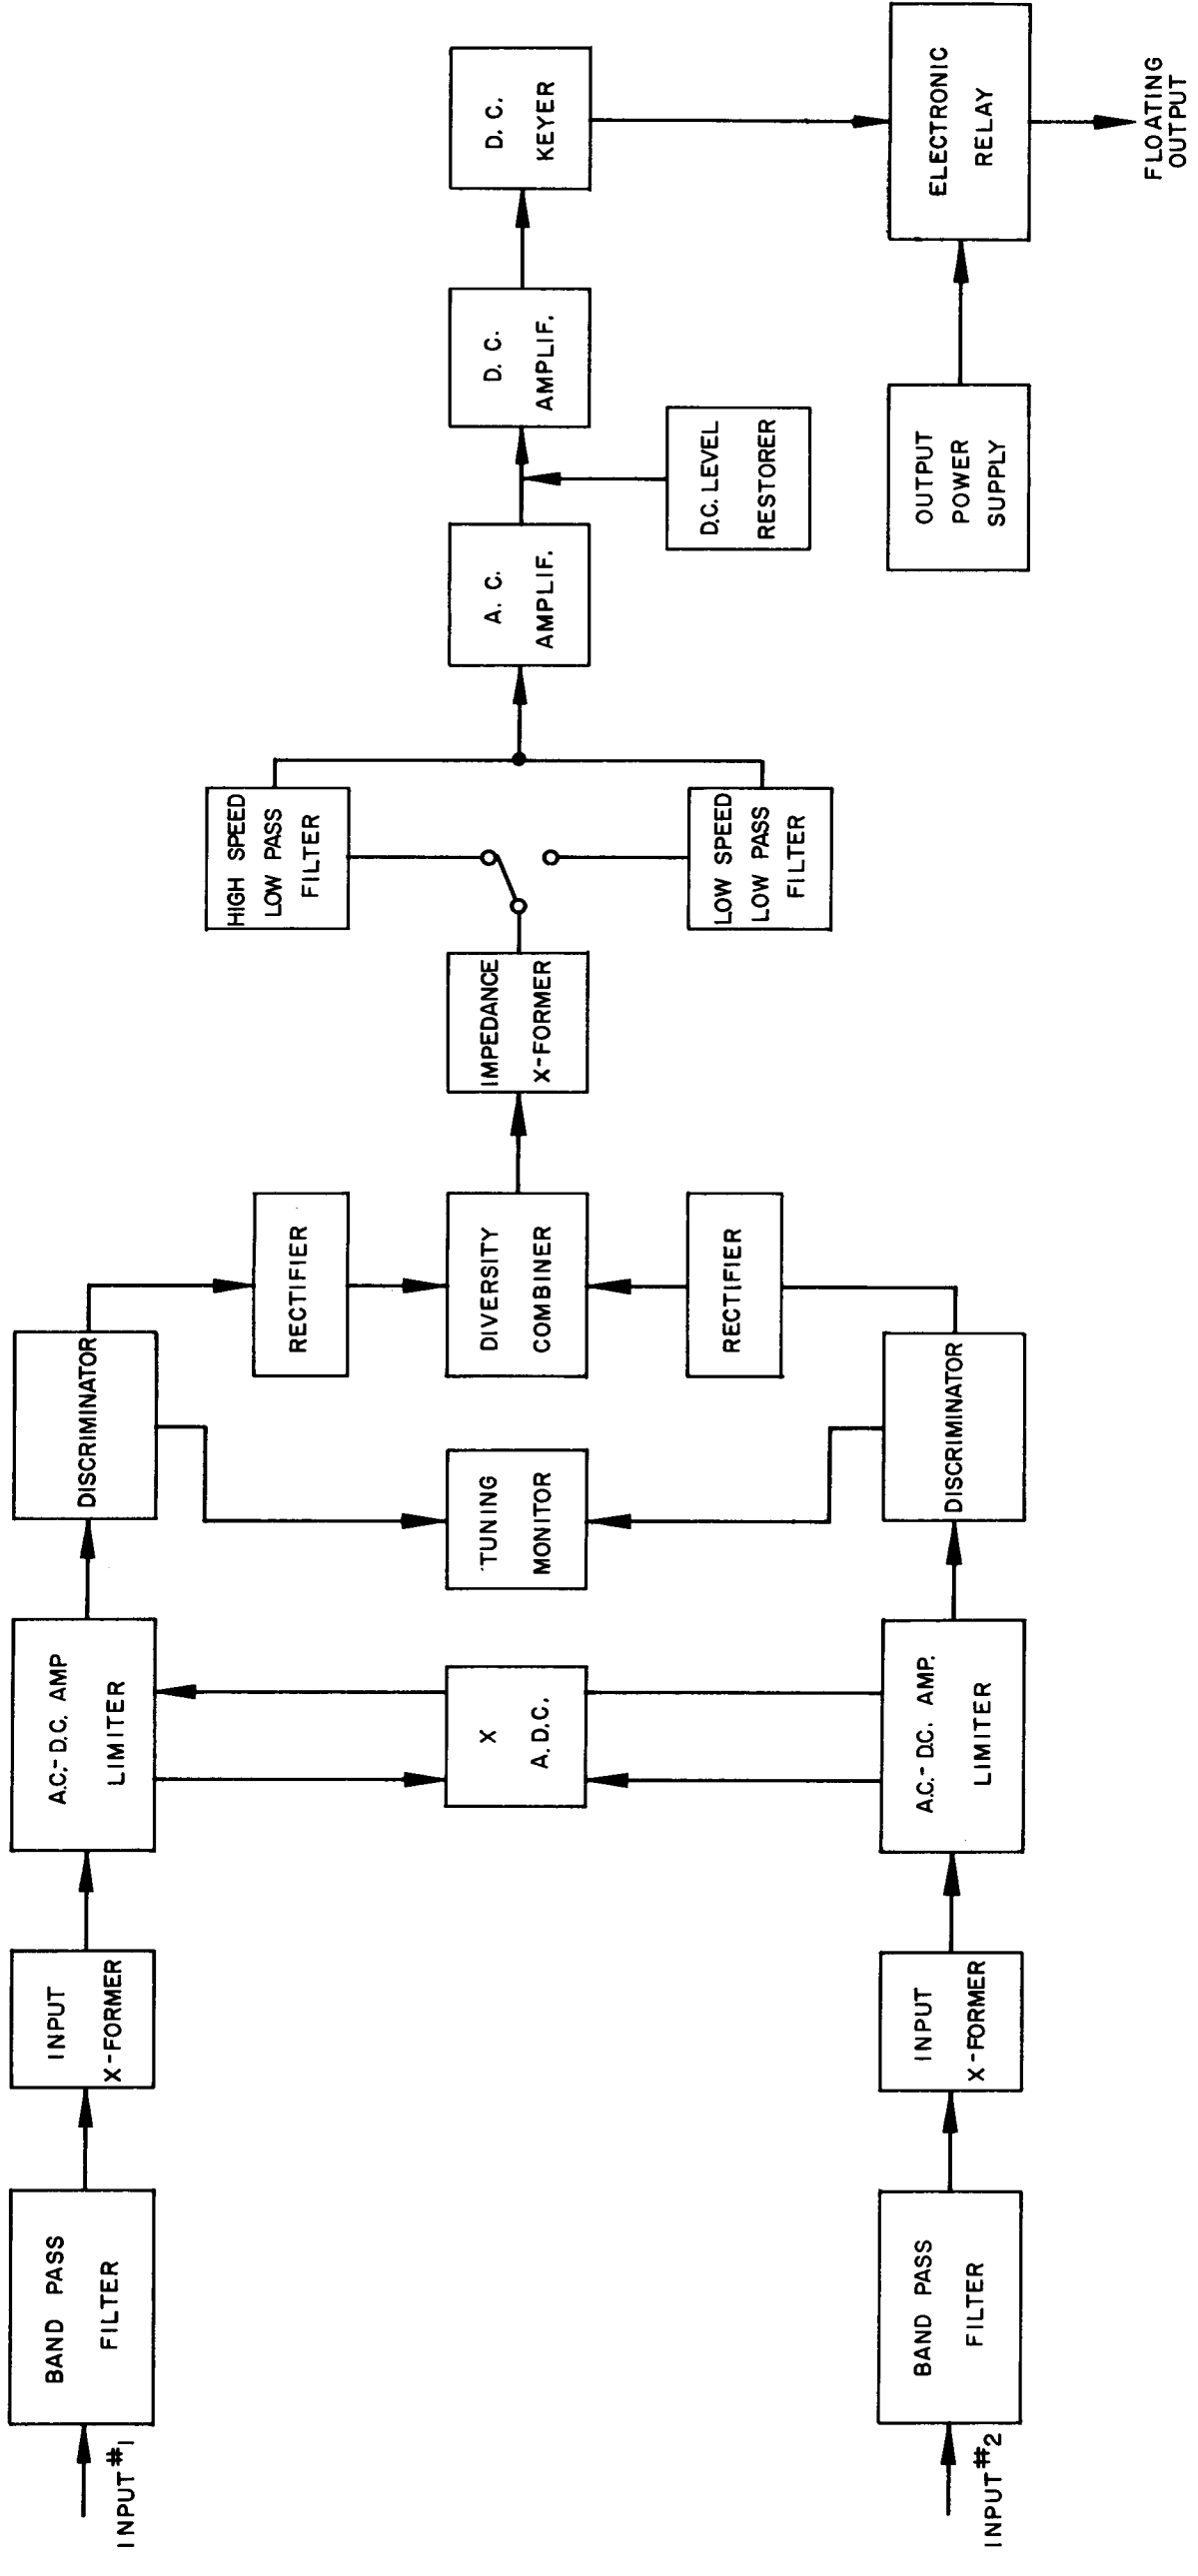 INPUT #1
BAND PASS
FILTER
INPUT
X-FORMER
A.C.-D.C. AMP
LIMITER
DISCRIMINATOR
RECTIFIER
X
A.D.C.
TUNING
MONITOR
DIVERSITY
COMBINER
IMPEDANCE
X-FORMER
HIGH SPEED
LOW PASS
FILTER
LOW SPEED
LOW PASS
FILTER
A. C.
AMPLIF.
D.C. LEVEL
RESTORER
D. C.
AMPLIF.
D. C.
KEYER
INPUT #2
BAND PASS
FILTER
INPUT
X-FORMER
A.C.-D.C. AMP.
LIMITER
DISCRIMINATOR
RECTIFIER
OUTPUT
POWER
SUPPLY
ELECTRONIC
RELAY
FLOATING
OUTPUT